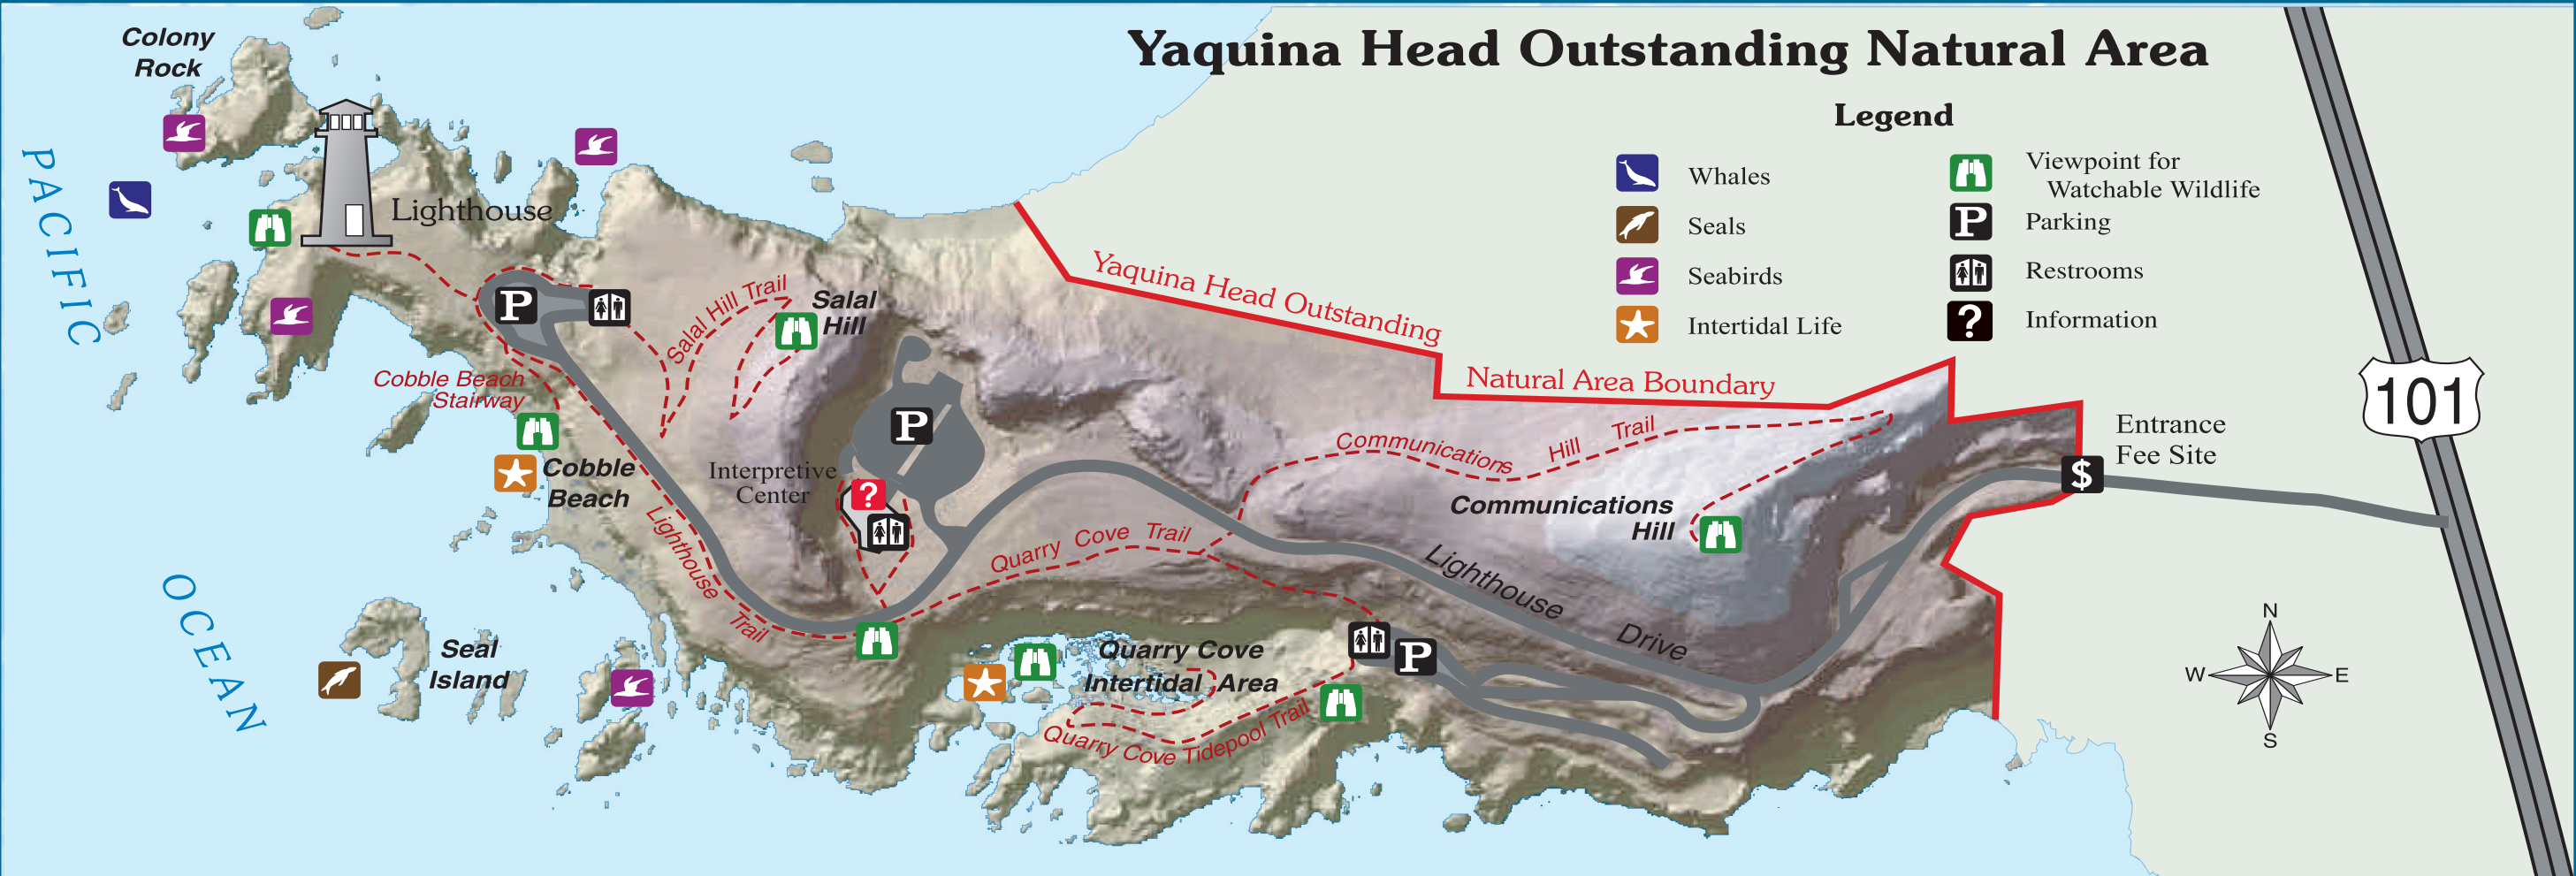 Yaquina Head Outstanding Natural Area
Legend
Whales
Seals
Seabirds
Intertidal Life
Viewpoint for
Watchable Wildlife
P
Parking
Restrooms
?
Information
Colony
Rock
PACIFIC
OCEAN
Lighthouse
P
Salal Hill Trail
Salal
Hill
Cobble Beach
Stairway
Cobble
Beach
P
Interpretive
Center
?
Lighthouse
Trail
Seal
Island
Yaquina Head Outstanding
Natural Area Boundary
Communications Hill Trail
Communications
Hill
Quarry Cove Trail
Lighthouse Drive
Quarry Cove
Intertidal Area
Quarry Cove Tidepool Trail
P
Entrance
Fee Site
$
101
N
W
E
S